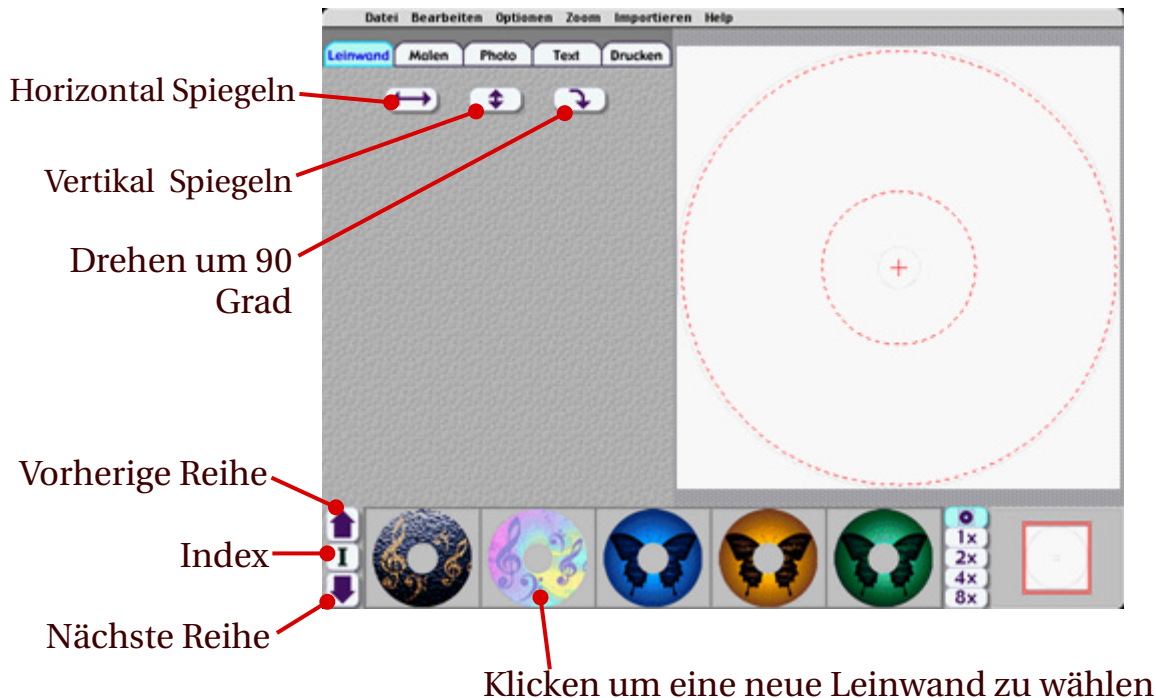 Datei Bearbeiten Optionen Zoom Importieren Help
Leinwand Malen Photo Text Drucken
Horizontal Spiegeln
Vertikal Spiegeln
Drehen um 90
Grad
Vorherige Reihe
Index
I
Nächste Reihe
1x
2x
4x
8x
Klicken um eine neue Leinwand zu wählen